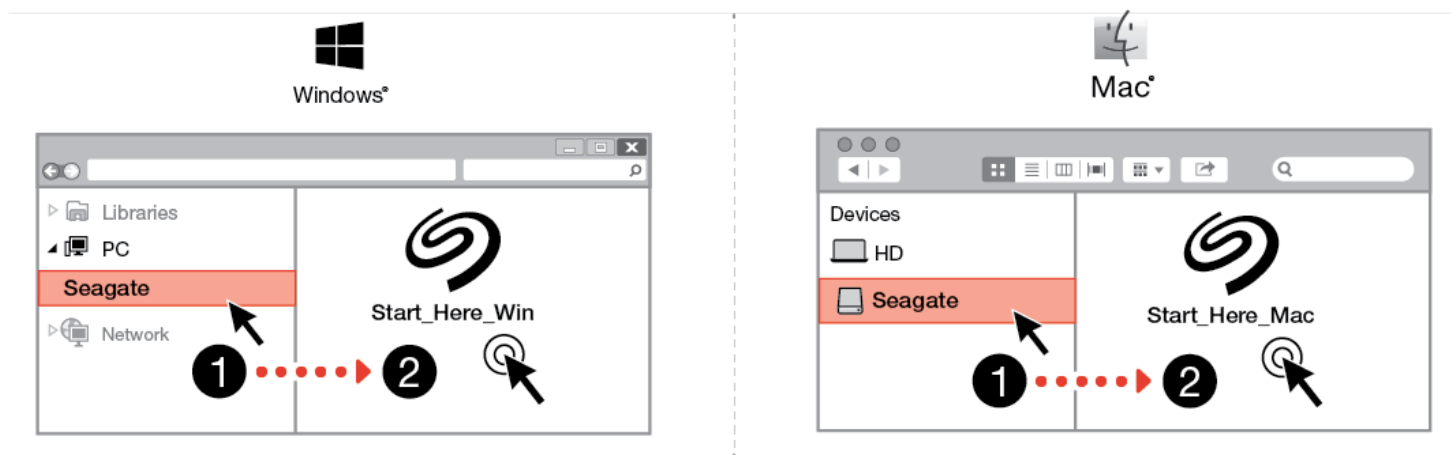 Windows®
Libraries
PC
Seagate
Network
Start_Here_Win
1
2
Mac®
Devices
HD
Seagate
Start_Here_Mac
1
2